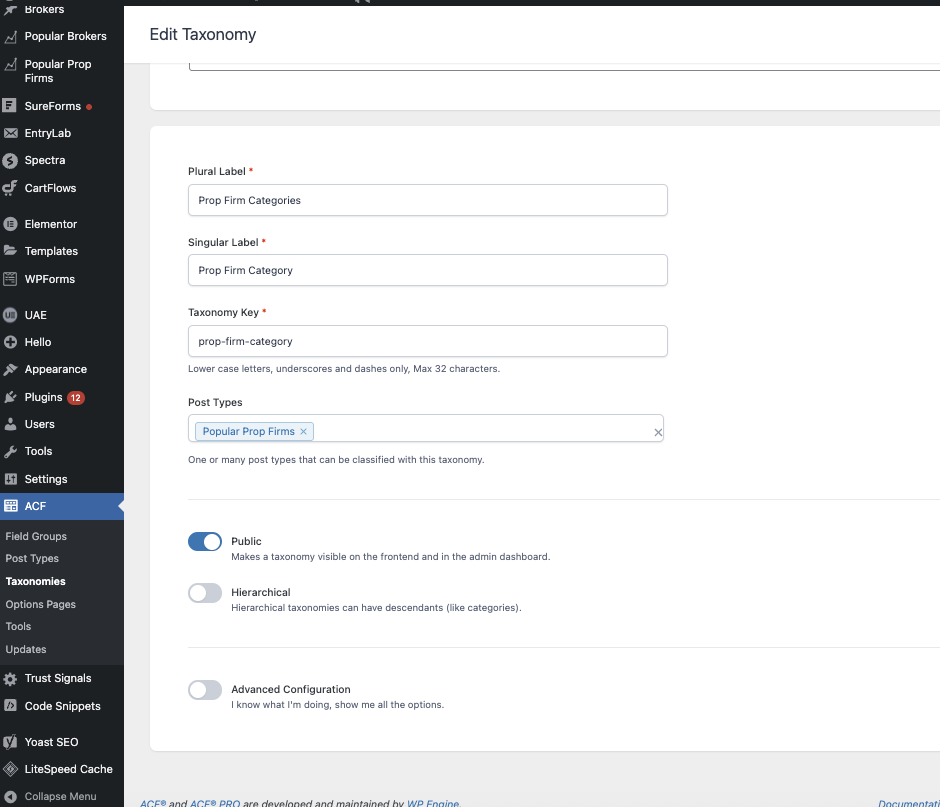 Brokers
Popular Brokers
Popular Prop
Firms
SureForms
EntryLab
Spectra
CartFlows
Elementor
Templates
WPForms
UAE
Hello
Appearance
Plugins 12
Users
Tools
Settings
ACF
Field Groups
Post Types
Taxonomies
Options Pages
Tools
Updates
Trust Signals
Code Snippets
Yoast SEO
LiteSpeed Cache
Collapse Menu
Edit Taxonomy
Plural Label *
Prop Firm Categories
Singular Label *
Prop Firm Category
Taxonomy Key *
prop-firm-category
Lower case letters, underscores and dashes only, Max 32 characters.
Post Types
Popular Prop Firms ×
One or many post types that can be classified with this taxonomy.
Public
Makes a taxonomy visible on the frontend and in the admin dashboard.
Hierarchical
Hierarchical taxonomies can have descendants (like categories).
Advanced Configuration
I know what I'm doing, show me all the options.
ACF® and ACF® PRO are developed and maintained by WP Engine.
Documentati